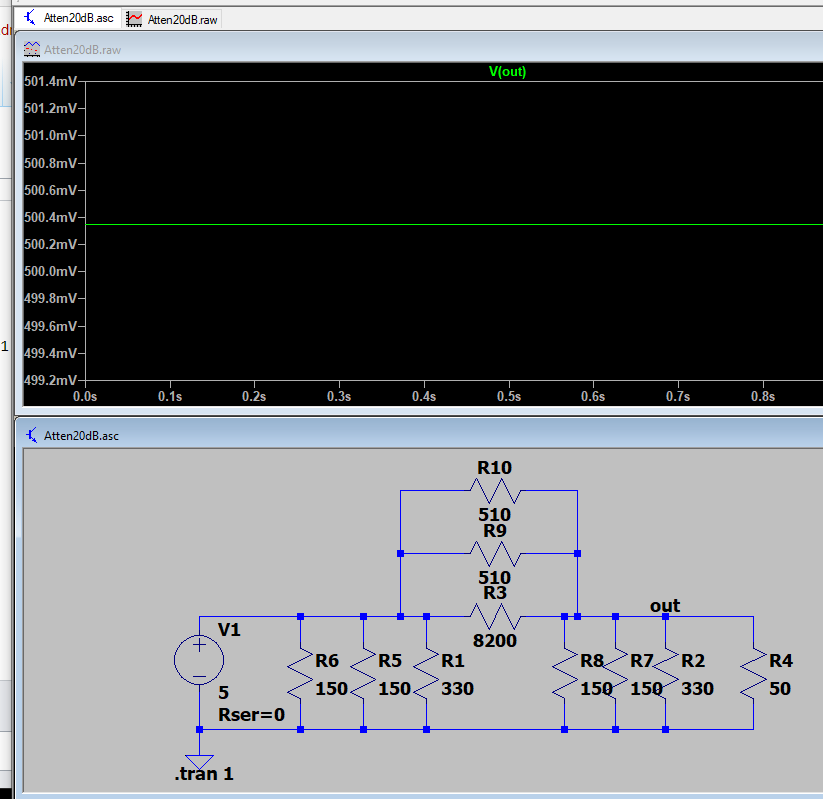 Atten20dB.asc Atten20dB.raw
dr
Atten20dB.raw
V(out)
501.4mV
501.2mV
501.0mV
500.8mV
500.6mV
500.4mV
500.2mV
500.0mV
499.8mV
499.6mV
499.4mV
499.2mV
0.0s 0.1s 0.2s 0.3s 0.4s 0.5s 0.6s 0.7s 0.8s
1
Atten20dB.asc
R10
510
R9
510
R3
8200
out
V1
5
Rser=0
R6 R5 R1 R8 R7 R2 R4
150 150 330 150 150 330 50
.tran 1